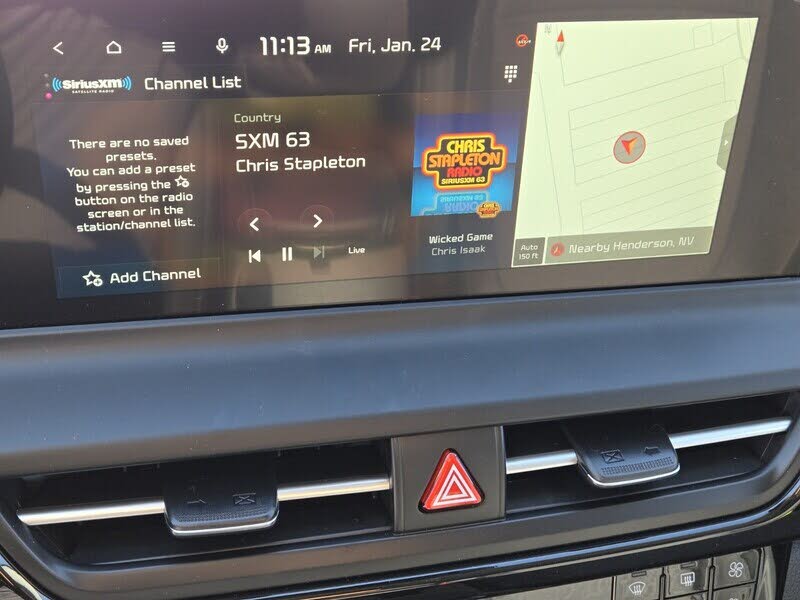 11:13 AM Fri, Jan. 24
SiriusXM
SATELLITE RADIO
Channel List
There are no saved
presets.
You can add a preset
by pressing the
button on the radio
screen or in the
station/channel list.
Add Channel
Country
SXM 63
Chris Stapleton
Live
CHRIS
STAPLETON
RADIO
SIRIUSXM 63
Wicked Game
Chris Isaak
N
Auto
150 ft
Nearby Henderson, NV